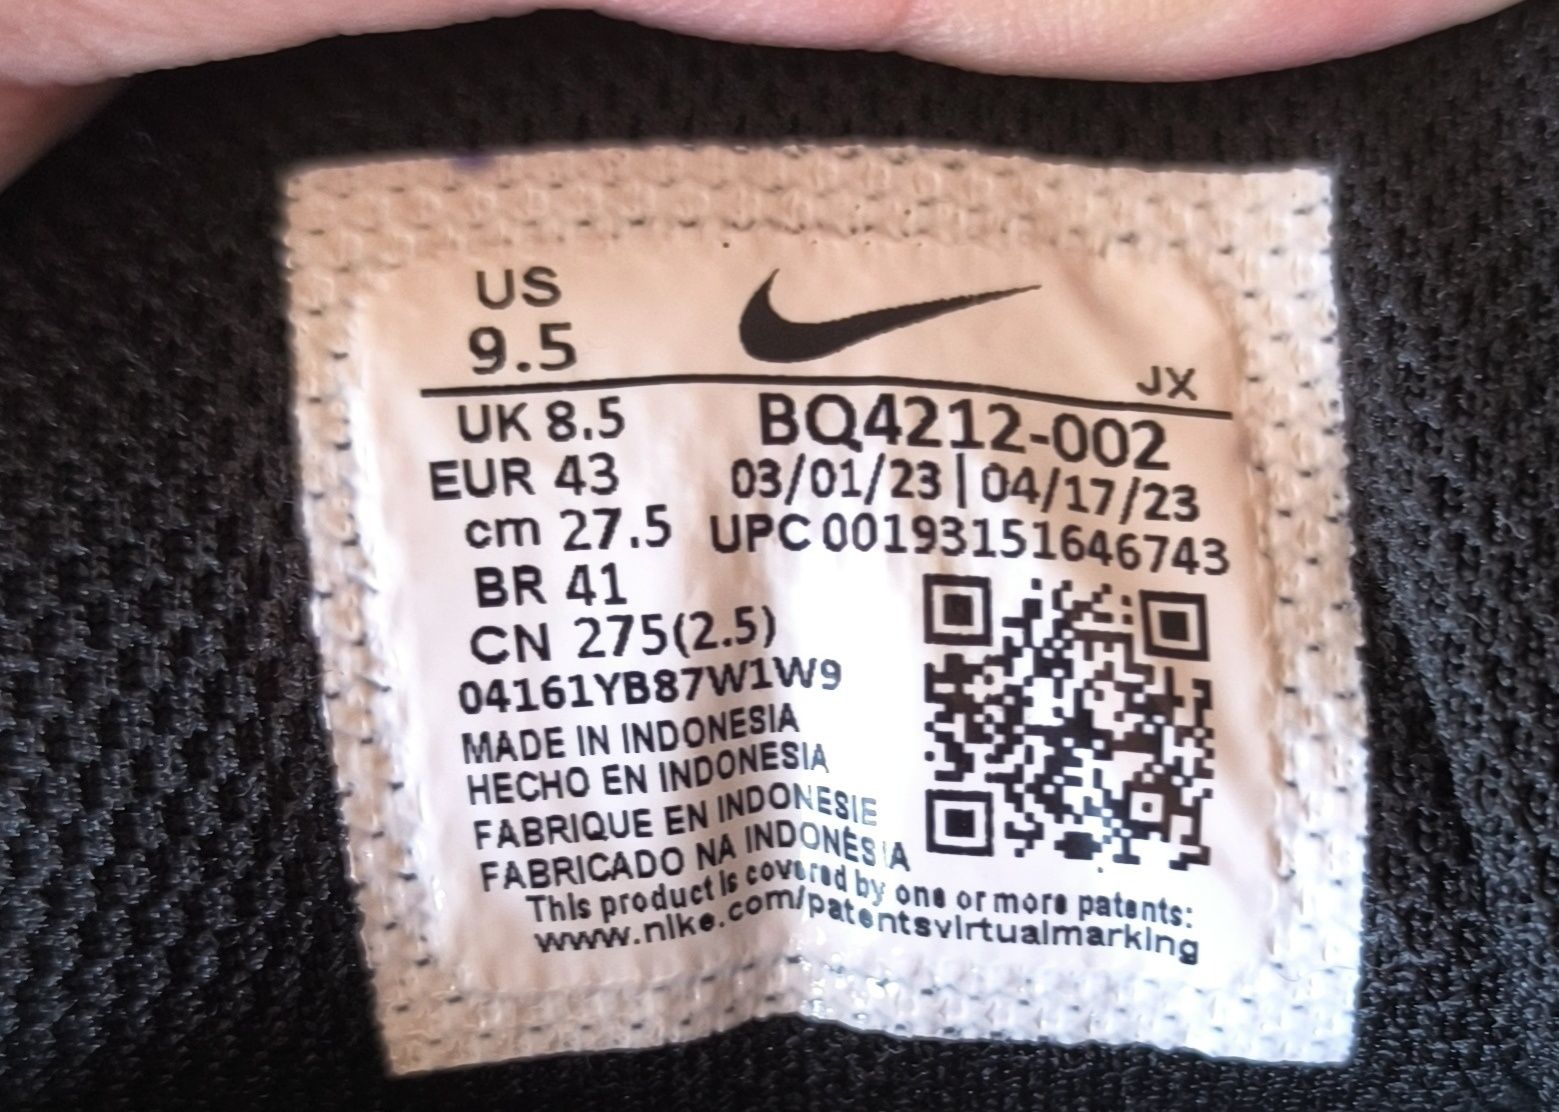 US
9.5
JX
UK 8.5
EUR 43
cm 27.5
BR 41
CN 275(2.5)
BQ4212-002
03/01/23 | 04/17/23
UPC 00193151646743
04161YB87W1W9
MADE IN INDONESIA
HECHO EN INDONESIA
FABRIQUE EN INDONESIE
FABRICADO NA INDONÉSIA
This product is covered by one or more patents:
www.nike.com/patentsvirtualmarking